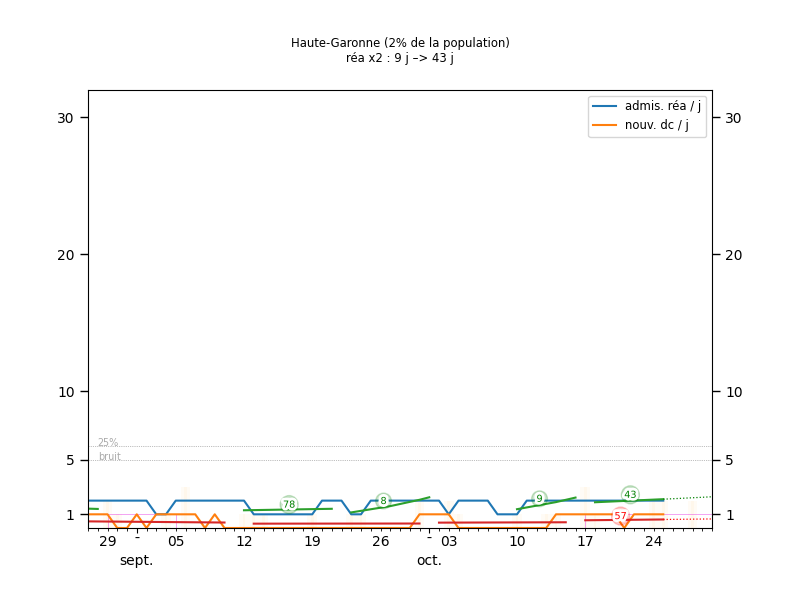 Haute-Garonne (2% de la population)
réa x2 : 9 j –> 43 j
admis. réa / j
nouv. dc / j
30 30
20 20
10 10
25%
bruit
5 5
78 8 9 43
57
1 1
29 - 05 12 19 26 - 03 10 17 24
sept. oct.